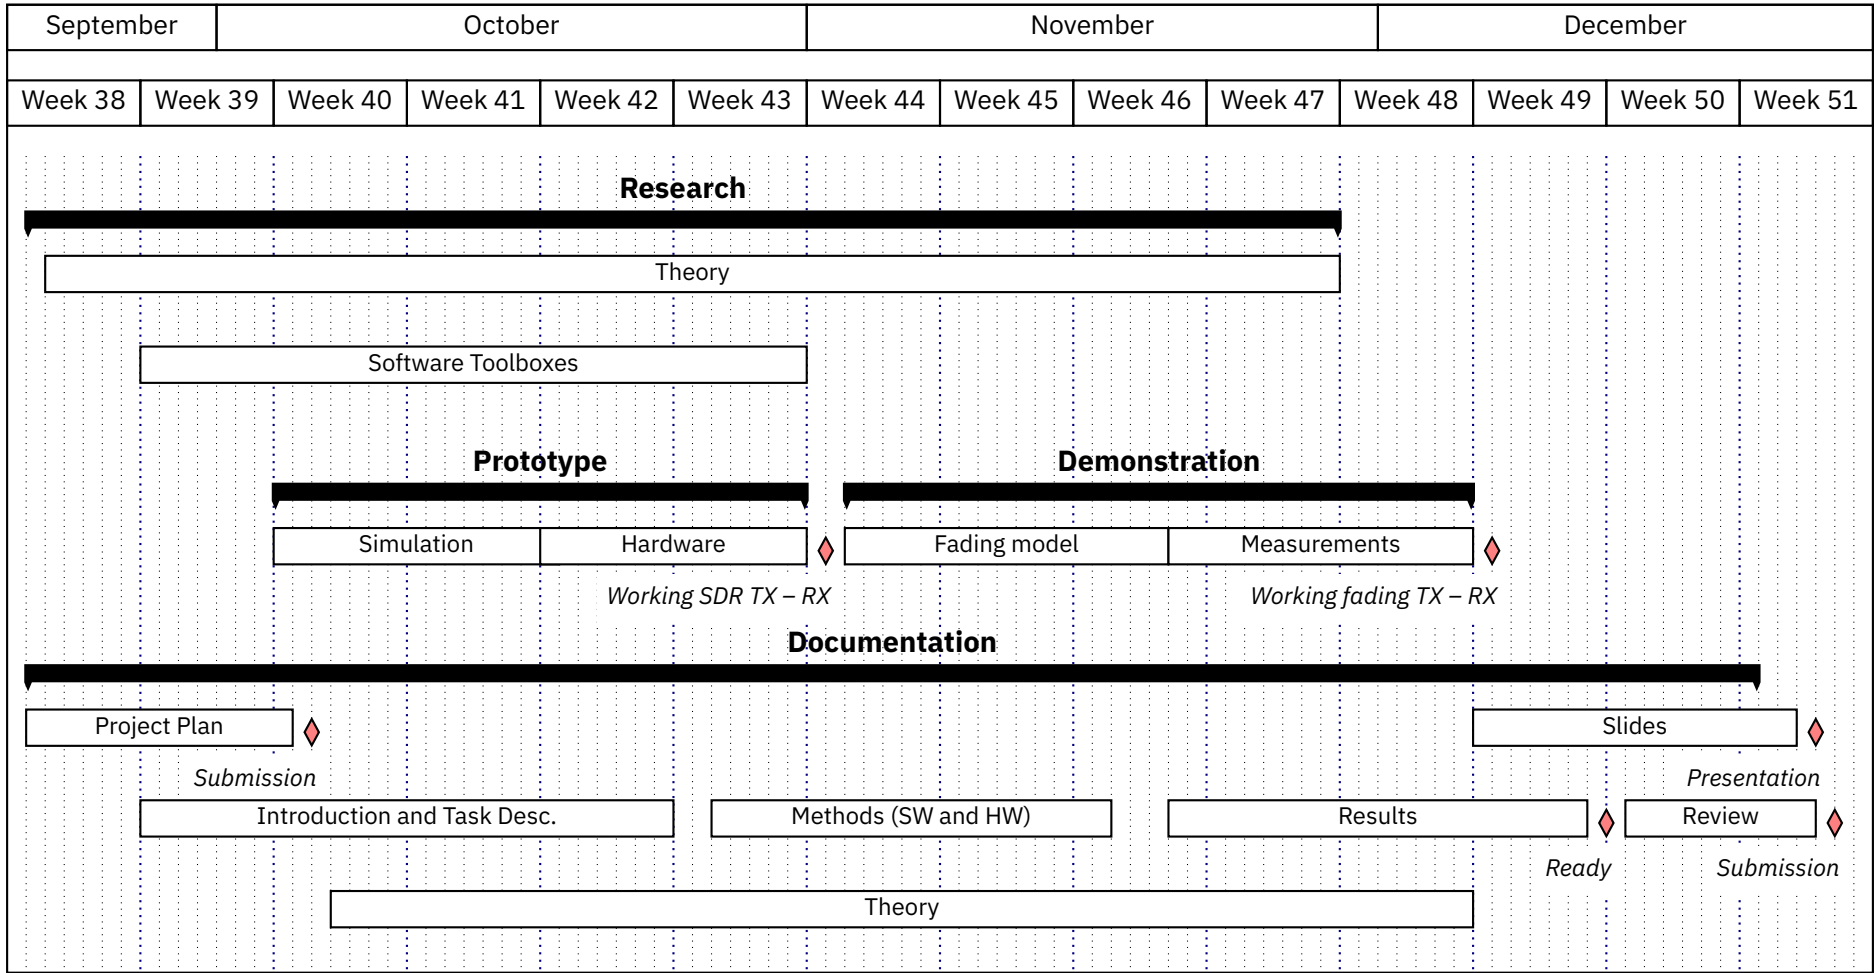 September October November December
Week 38 Week 39 Week 40 Week 41 Week 42 Week 43 Week 44 Week 45 Week 46 Week 47 Week 48 Week 49 Week 50 Week 51
Research
Theory
Software Toolboxes
Prototype Demonstration
Simulation Hardware Fading model Measurements
Working SDR TX – RX Working fading TX – RX
Documentation
Project Plan Slides
Submission Presentation
Introduction and Task Desc. Methods (SW and HW) Results Review
Ready Submission
Theory